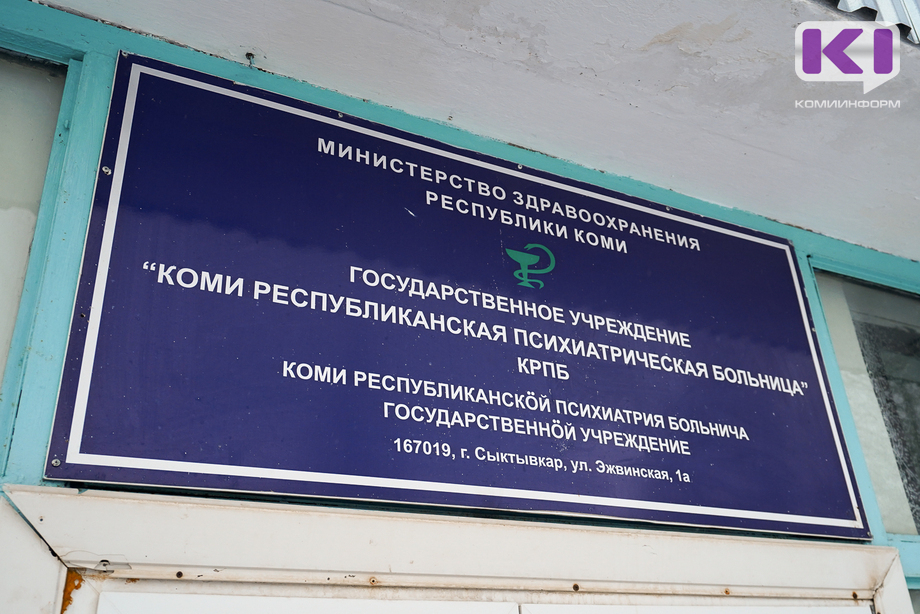 KI
КОМИИНФОРМ
МИНИСТЕРСТВО ЗДРАВООХРАНЕНИЯ
РЕСПУБЛИКИ КОМИ
ГОСУДАРСТВЕННОЕ УЧРЕЖДЕНИЕ
“КОМИ РЕСПУБЛИКАНСКАЯ ПСИХИАТРИЧЕСКАЯ БОЛЬНИЦА”
КРПБ
КОМИ РЕСПУБЛИКАНСКӦЙ ПСИХИАТРИЯ БОЛЬНИЧА
ГОСУДАРСТВЕННӦЙ УЧРЕЖДЕНИЕ
167019, г. Сыктывкар, ул. Эжвинская, 1а